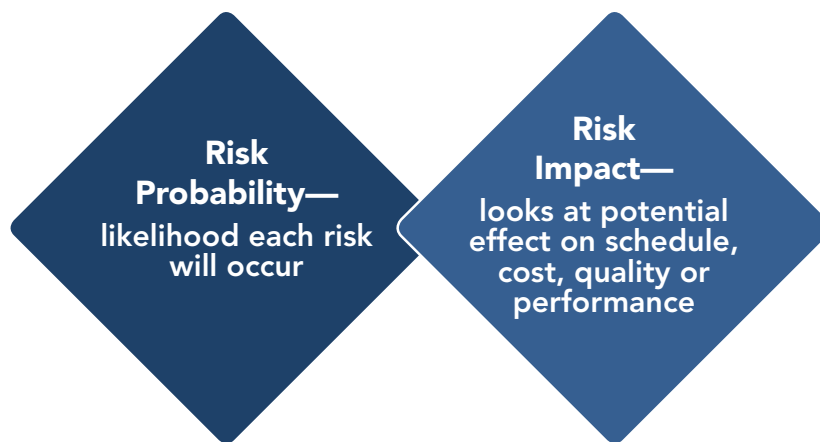 Risk
Probability—
likelihood each risk
will occur
Risk
Impact—
looks at potential
effect on schedule,
cost, quality or
performance